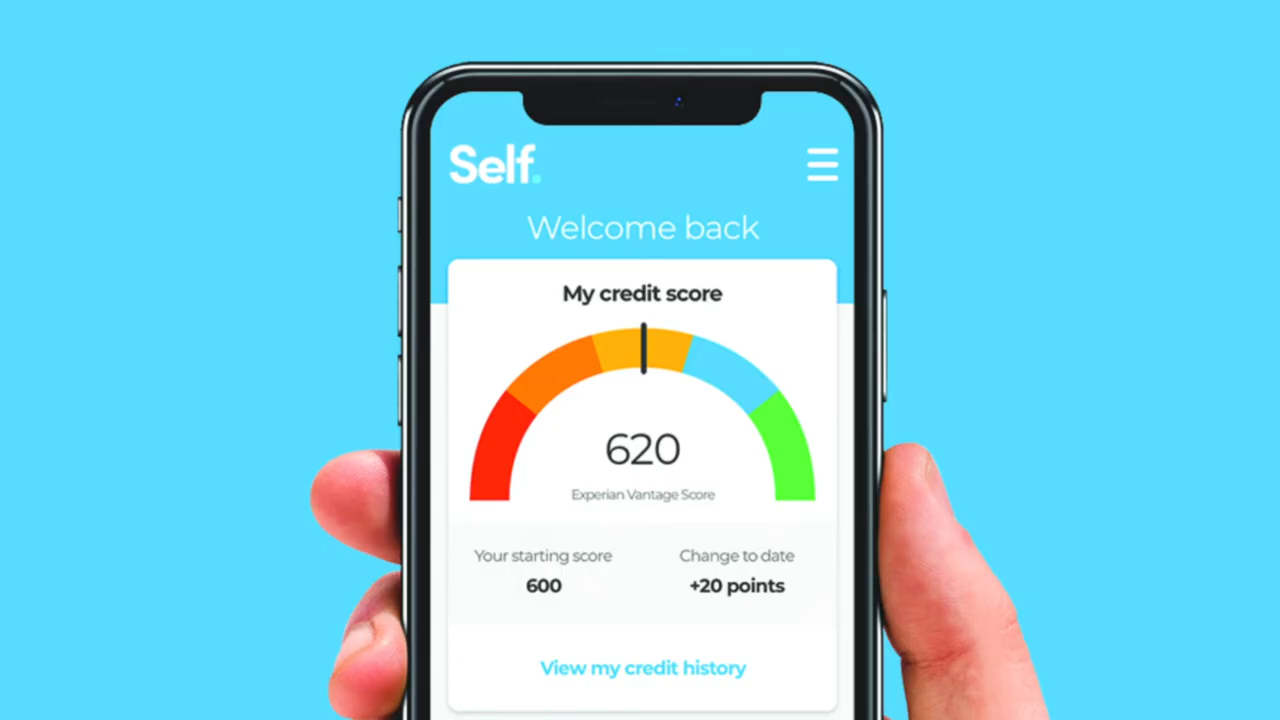 Self.
Welcome back
My credit score
620
Experian Vantage Score
Your starting score
600
Change to date
+20 points
View my credit history